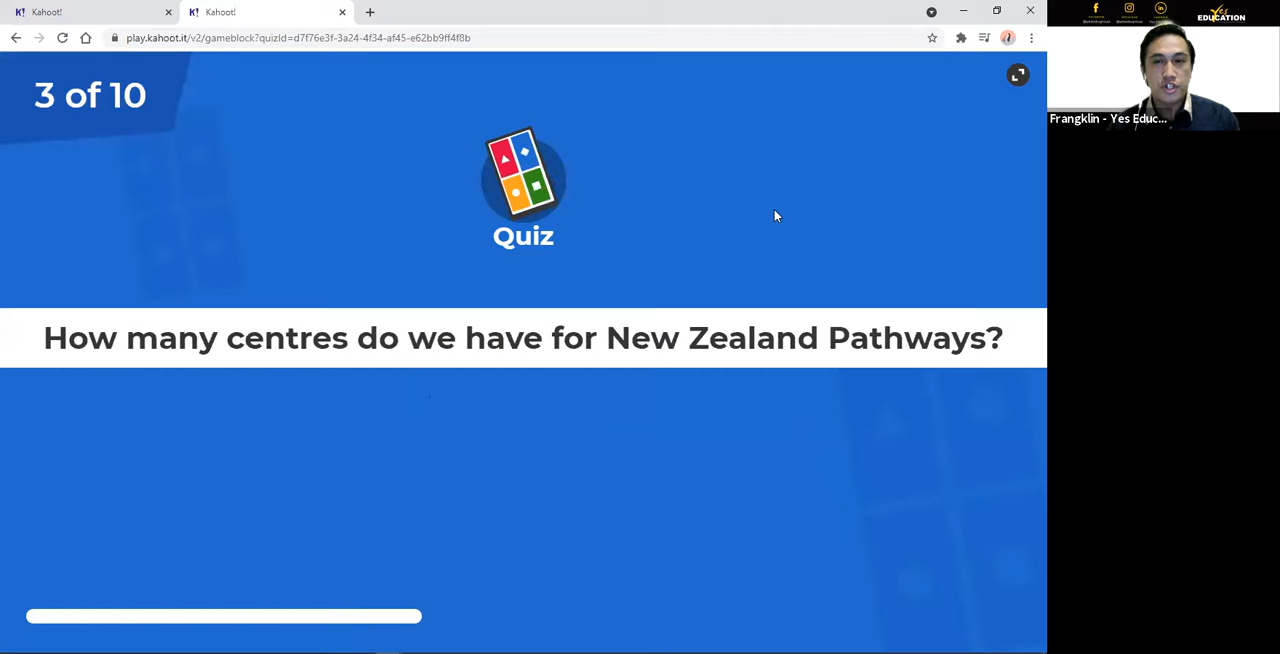 Kahoot!
Kahoot!
play.kahoot.it/v2/gameblock?quizId=d7f76e3f-3a24-4f34-af45-e62bb9ff4f8b
3 of 10
Quiz
How many centres do we have for New Zealand Pathways?
Yes
EDUCATION
Frangklin - Yes Educ...